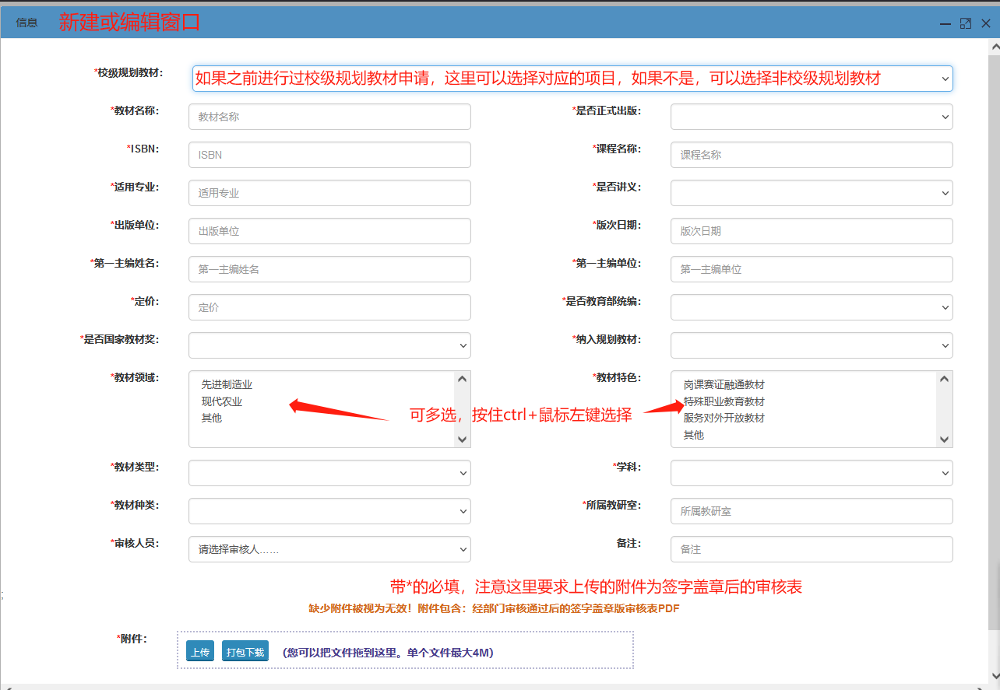 信息 新建或编辑窗口
*校级规划教材: 如果之前进行过校级规划教材申请，这里可以选择对应的项目，如果不是，可以选择非校级规划教材
*教材名称: 教材名称 *是否正式出版:
*ISBN: ISBN *课程名称: 课程名称
*适用专业: 适用专业 *是否讲义:
*出版单位: 出版单位 *版次日期: 版次日期
*第一主编姓名: 第一主编姓名 *第一主编单位: 第一主编单位
*定价: 定价 *是否教育部统编:
*是否国家教材奖: *纳入规划教材:
*教材领域: 先进制造业 *教材特色: 岗课赛证融通教材
现代农业 特殊职业教育教材
可多选，按住ctrl+鼠标左键选择
其他 服务对外开放教材
其他
*教材类型: *学科:
*教材种类: *所属教研室: 所属教研室
*审核人员: 请选择审核人…… 备注: 备注
带*的必填，注意这里要求上传的附件为签字盖章后的审核表
;
缺少附件被视为无效！附件包含：经部门审核通过后的签字盖章版审核表PDF
*附件: 上传 打包下载 (您可以把文件拖到这里。单个文件最大4M)